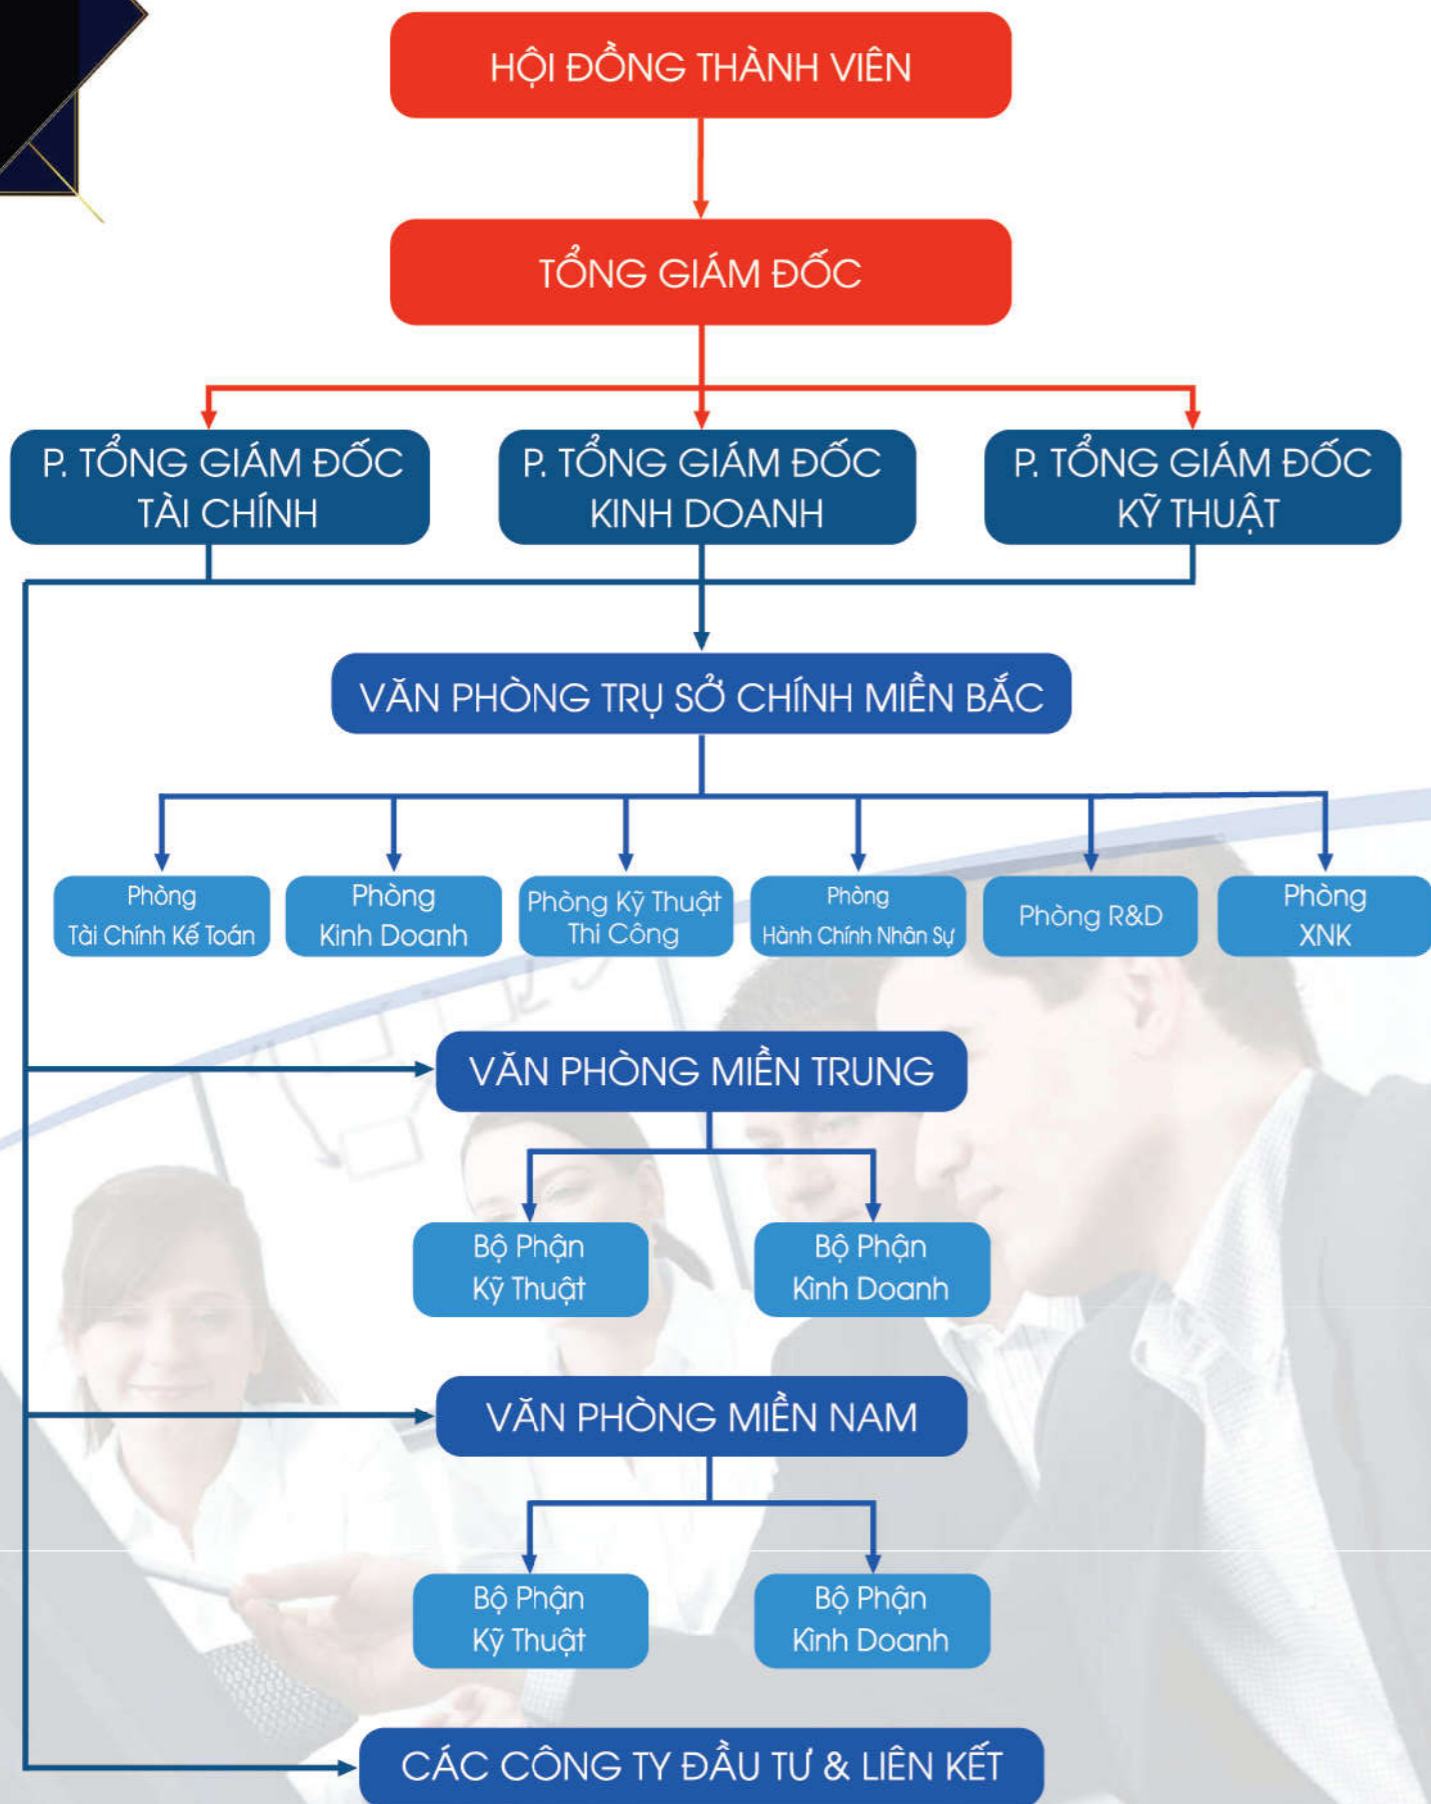 HỘI ĐỒNG THÀNH VIÊN
TỔNG GIÁM ĐỐC
P. TỔNG GIÁM ĐỐC
TÀI CHÍNH
P. TỔNG GIÁM ĐỐC
KINH DOANH
P. TỔNG GIÁM ĐỐC
KỸ THUẬT
VĂN PHÒNG TRỤ SỞ CHÍNH MIỀN BẮC
Phòng
Tài Chính Kế Toán
Phòng
Kinh Doanh
Phòng Kỹ Thuật
Thi Công
Phòng
Hành Chính Nhân Sự
Phòng R&D
Phòng
XNK
VĂN PHÒNG MIỀN TRUNG
Bộ Phận
Kỹ Thuật
Bộ Phận
Kinh Doanh
VĂN PHÒNG MIỀN NAM
Bộ Phận
Kỹ Thuật
Bộ Phận
Kinh Doanh
CÁC CÔNG TY ĐẦU TƯ & LIÊN KẾT